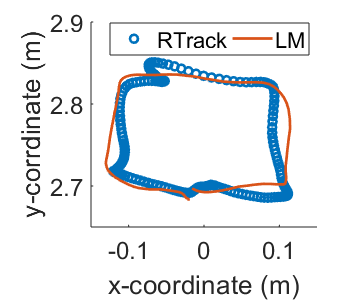 2.9
RTrack LM
2.8
2.7
y-corrdinate (m)
-0.1 0 0.1
x-coordinate (m)